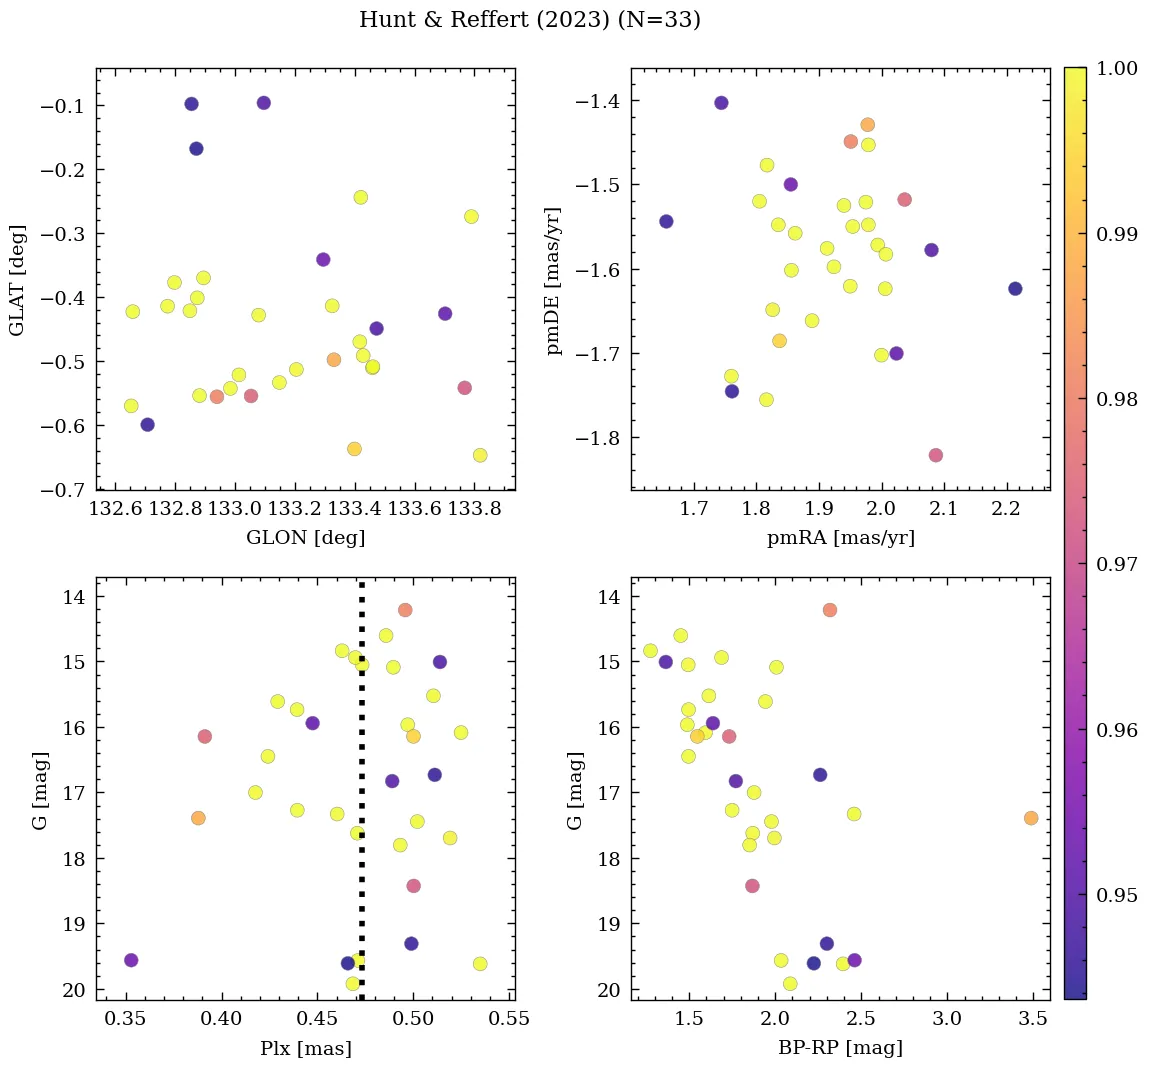 Hunt & Reffert (2023) (N=33)
−0.1
−0.2
−0.3
−0.4
−0.5
−0.6
−0.7
GLAT [deg]
132.6 132.8 133.0 133.2 133.4 133.6 133.8
GLON [deg]
−1.4
−1.5
−1.6
−1.7
−1.8
pmDE [mas/yr]
1.7 1.8 1.9 2.0 2.1 2.2
pmRA [mas/yr]
14
15
16
17
18
19
20
G [mag]
0.35 0.40 0.45 0.50 0.55
Plx [mas]
14
15
16
17
18
19
20
G [mag]
1.5 2.0 2.5 3.0 3.5
BP-RP [mag]
1.00
0.99
0.98
0.97
0.96
0.95